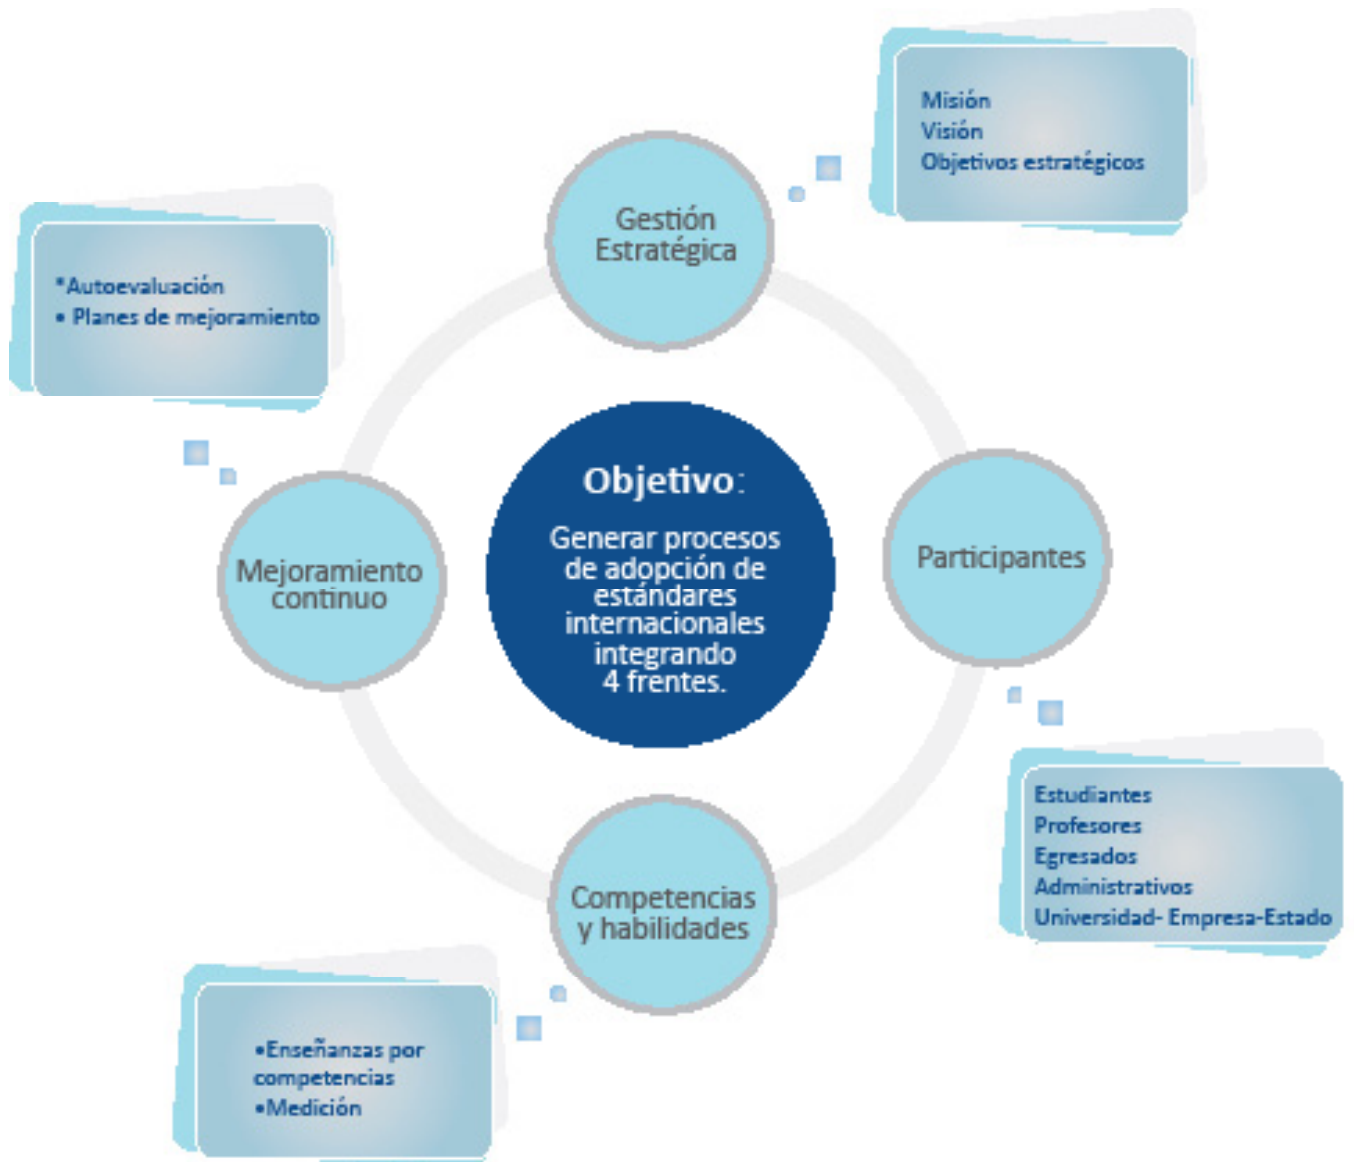 Misión
Visión
Objetivos estratégicos
Gestión
Estratégica
*Autoevaluación
• Planes de mejoramiento
Objetivo:
Generar procesos
de adopción de
estándares
internacionales
integrando
4 frentes.
Mejoramiento
continuo
Participantes
Estudiantes
Profesores
Egresados
Administrativos
Universidad- Empresa-Estado
Competencias
y habilidades
•Enseñanzas por
competencias
•Medición